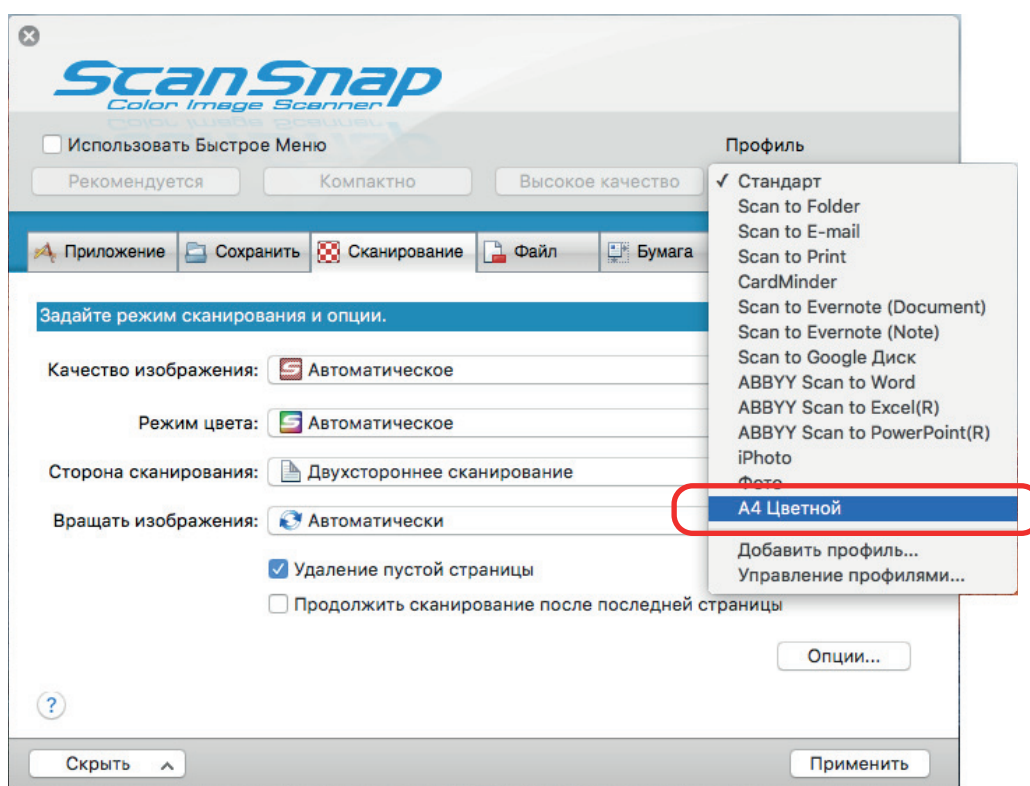 ScanSnap
Color Image Scanner
Использовать Быстрое Меню
Профиль
Рекомендуется
Компактно
Высокое качество
✓ Стандарт
Scan to Folder
Scan to E-mail
Scan to Print
CardMinder
Scan to Evernote (Document)
Scan to Evernote (Note)
Scan to Google Диск
ABBYY Scan to Word
ABBYY Scan to Excel(R)
ABBYY Scan to PowerPoint(R)
iPhoto
Фото
A4 Цветной
Добавить профиль...
Управление профилями...
Приложение
Сохранить
Сканирование
Файл
Бумага
Задайте режим сканирования и опции.
Качество изображения: Автоматическое
Режим цвета: Автоматическое
Сторона сканирования: Двухстороннее сканирование
Вращать изображения: Автоматически
Удаление пустой страницы
Продолжить сканирование после последней страницы
Опции...
?
Скрыть
Применить